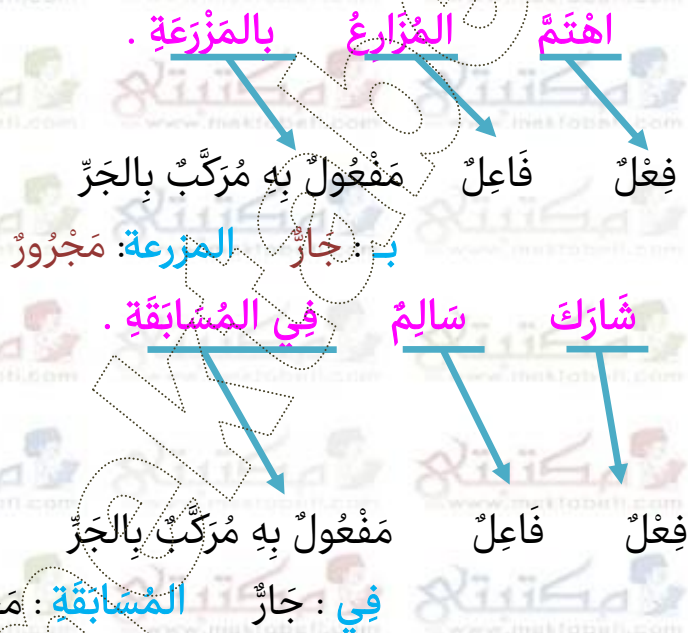 اهْتَمَّ المُزَارِعُ بِالمَزْرَعَةِ .
فِعْلٌ فَاعِلٌ مَفْعُولٌ بِهِ مُرَكَّبٌ بِالجَرِّ
بـ : جَارٌّ المزرعة: مَجْرُورٌ
شَارَكَ سَالِمٌ فِي المُسَابَقَةِ .
فِعْلٌ فَاعِلٌ مَفْعُولٌ بِهِ مُرَكَّبٌ بِالجَرِّ
فِي : جَارٌّ المُسَابَقَةِ :